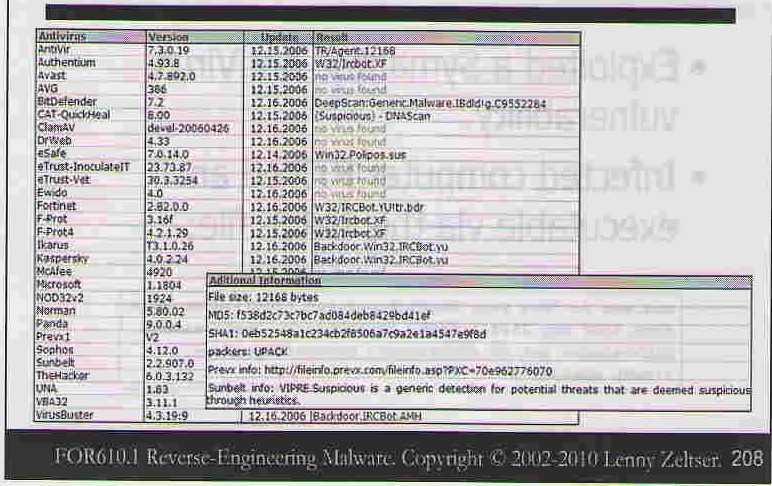 Antivirus Version Update Result
AntiVir 7.3.0.19 12.15.2006 TR/Agent.12168
Authentium 4.93.8 12.15.2006 W32/Ircbot.XF
Avast 4.7.892.0 12.15.2006 no virus found
AVG 386 12.15.2006 no virus found
BitDefender 7.2 12.16.2006 DeepScan:Generic.Malware.IBdld!g.C9552284
CAT-QuickHeal 8.00 12.15.2006 (Suspicious) - DNAScan
ClamAV devel-20060426 12.16.2006 no virus found
DrWeb 4.33 12.16.2006 no virus found
eSafe 7.0.14.0 12.14.2006 Win32.Polipos.sus
eTrust-InoculateIT 23.73.87 12.16.2006 no virus found
eTrust-Vet 30.3.3254 12.15.2006 no virus found
Ewido 4.0 12.16.2006 no virus found
Fortinet 2.82.0.0 12.16.2006 W32/IRCBot.YU!tr.bdr
F-Prot 3.16f 12.15.2006 W32/Ircbot.XF
F-Prot4 4.2.1.29 12.15.2006 W32/Ircbot.XF
Ikarus T3.1.0.26 12.16.2006 Backdoor.Win32.IRCBot.yu
Kaspersky 4.0.2.24 12.16.2006 Backdoor.Win32.IRCBot.yu
McAfee 4920 12.15.2006
Microsoft 1.1804
NOD32v2 1924
Norman 5.80.02
Panda 9.0.0.4
Prevx1 V2
Sophos 4.12.0
Sunbelt 2.2.907.0
TheHacker 6.0.3.132
UNA 1.83
VBA32 3.11.1
VirusBuster 4.3.19:9 12.16.2006 Backdoor.IRCBot.AMH
Aditional Information
File size: 12168 bytes
MD5: f538d2c73c7bc7ad084deb8429bd41ef
SHA1: 0eb52548a1c234cb2f8506a7c9a2e1a4547e9f8d
packers: UPACK
Prevx info: http://fileinfo.prevx.com/fileinfo.asp?PXC=70e962776070
Sunbelt info: VIPRE.Suspicious is a generic detection for potential threats that are deemed suspicious
through heuristics.
FOR610.1 Reverse-Engineering Malware. Copyright © 2002-2010 Lenny Zeltser. 208